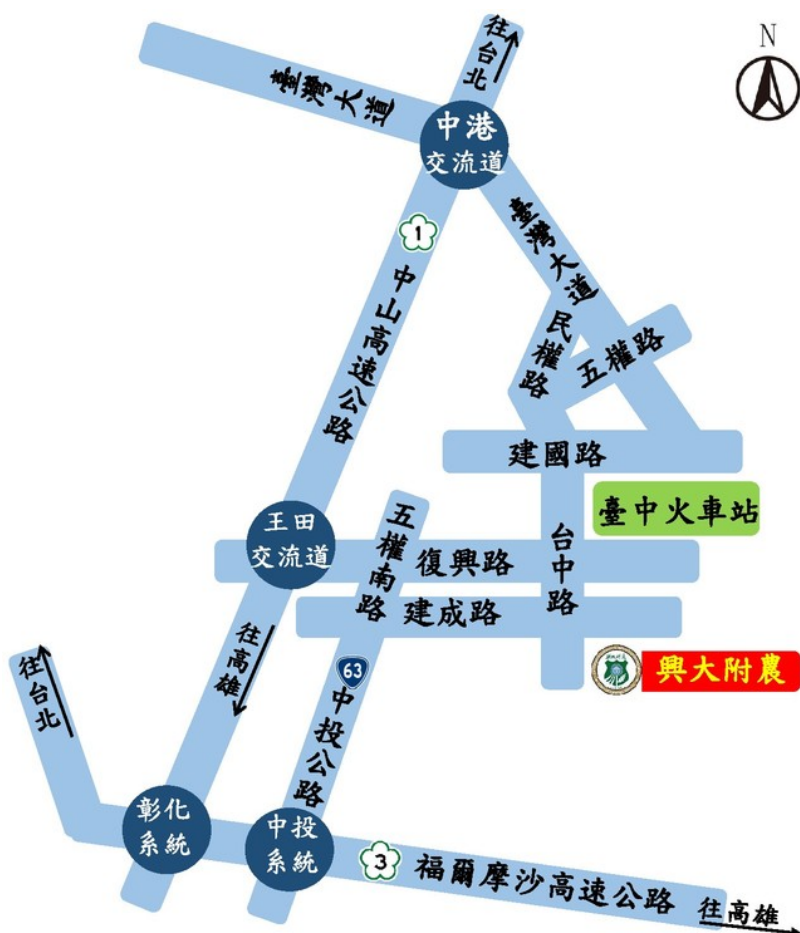 往台北
N
臺灣大道
中港
交流道
1
臺灣大道
中山高速公路
民權路
五權路
建國路
臺中火車站
王田
交流道
五權南路
復興路
台中路
建成路
往高雄
63
中投公路
興大附農
往台北
彰化
系統
中投
系統
3
福爾摩沙高速公路
往高雄